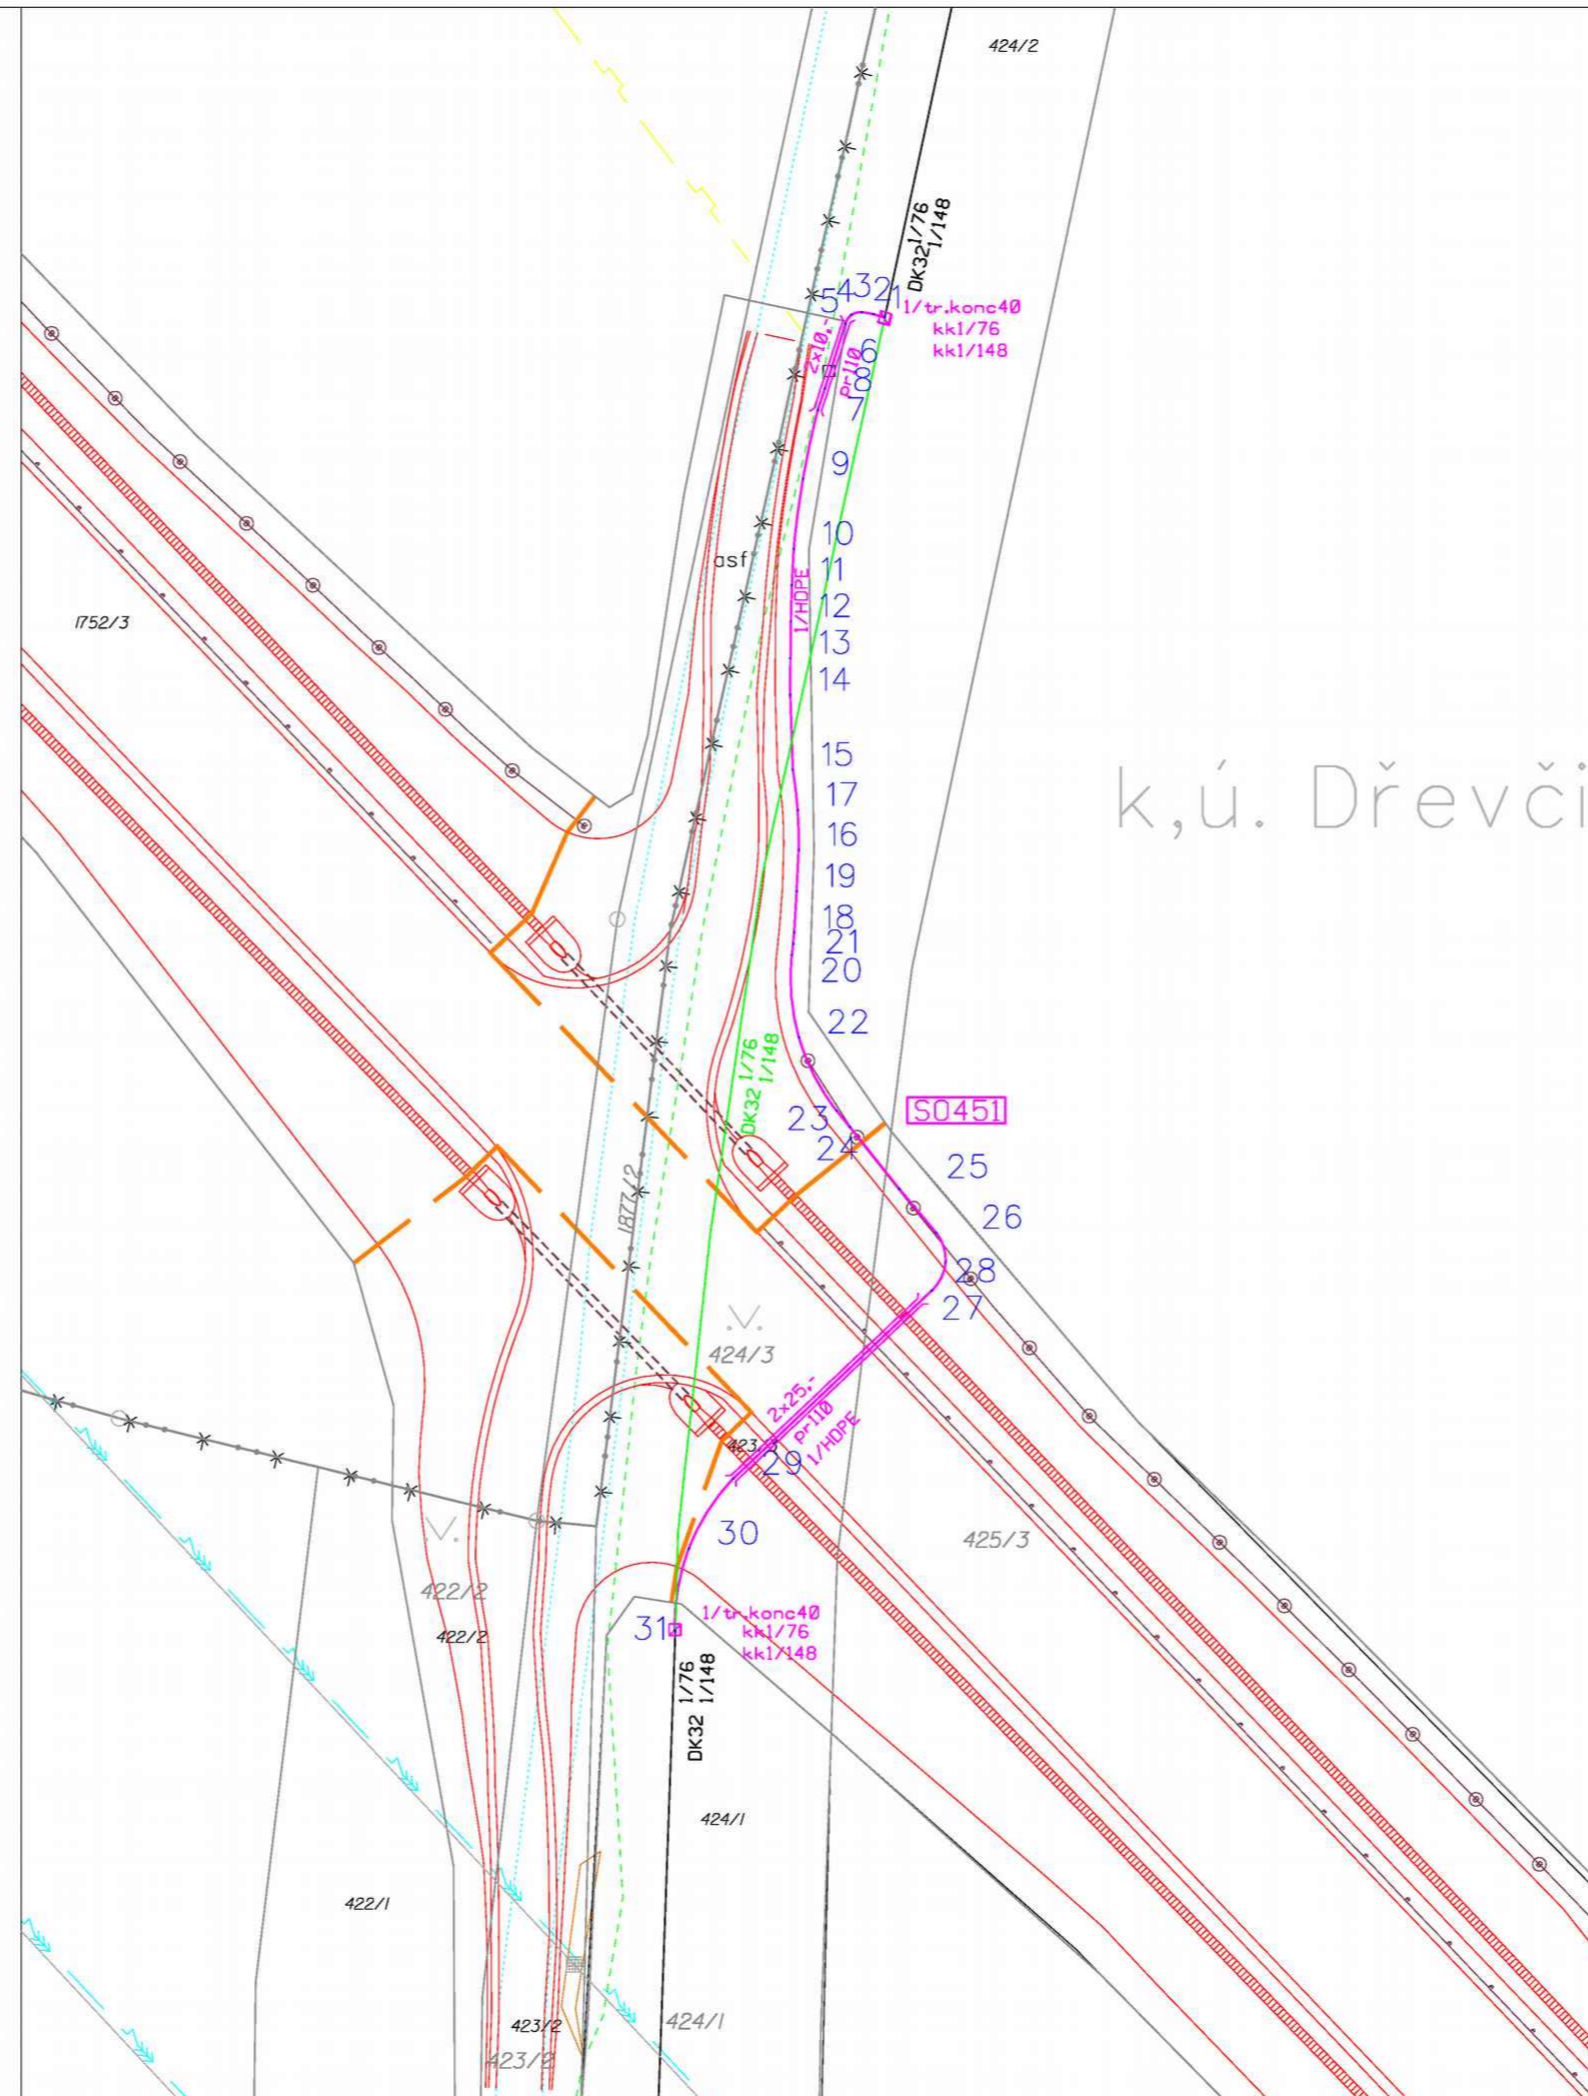 424/2
DK32 1/76
1/148
5 4 3 2 1
1/tr.konc40
kk1/76
kk1/148
2x10,-
pr110
6
8
7
9
10
asf
11
1/HDPE
12
1752/3
13
14
15
k,ú. Dřevči
17
16
19
18
21
20
22
DK32 1/76
1/148
SO451
23
24
25
1877/2
26
28
27
.V.
424/3
2x25,-
pr110
1/HDPE
423/3
29
.V.
30
425/3
422/2
1/tr.konc40
31
kk1/76
422/2
kk1/148
DK32 1/76
1/148
424/1
422/1
423/2
424/1
423/2